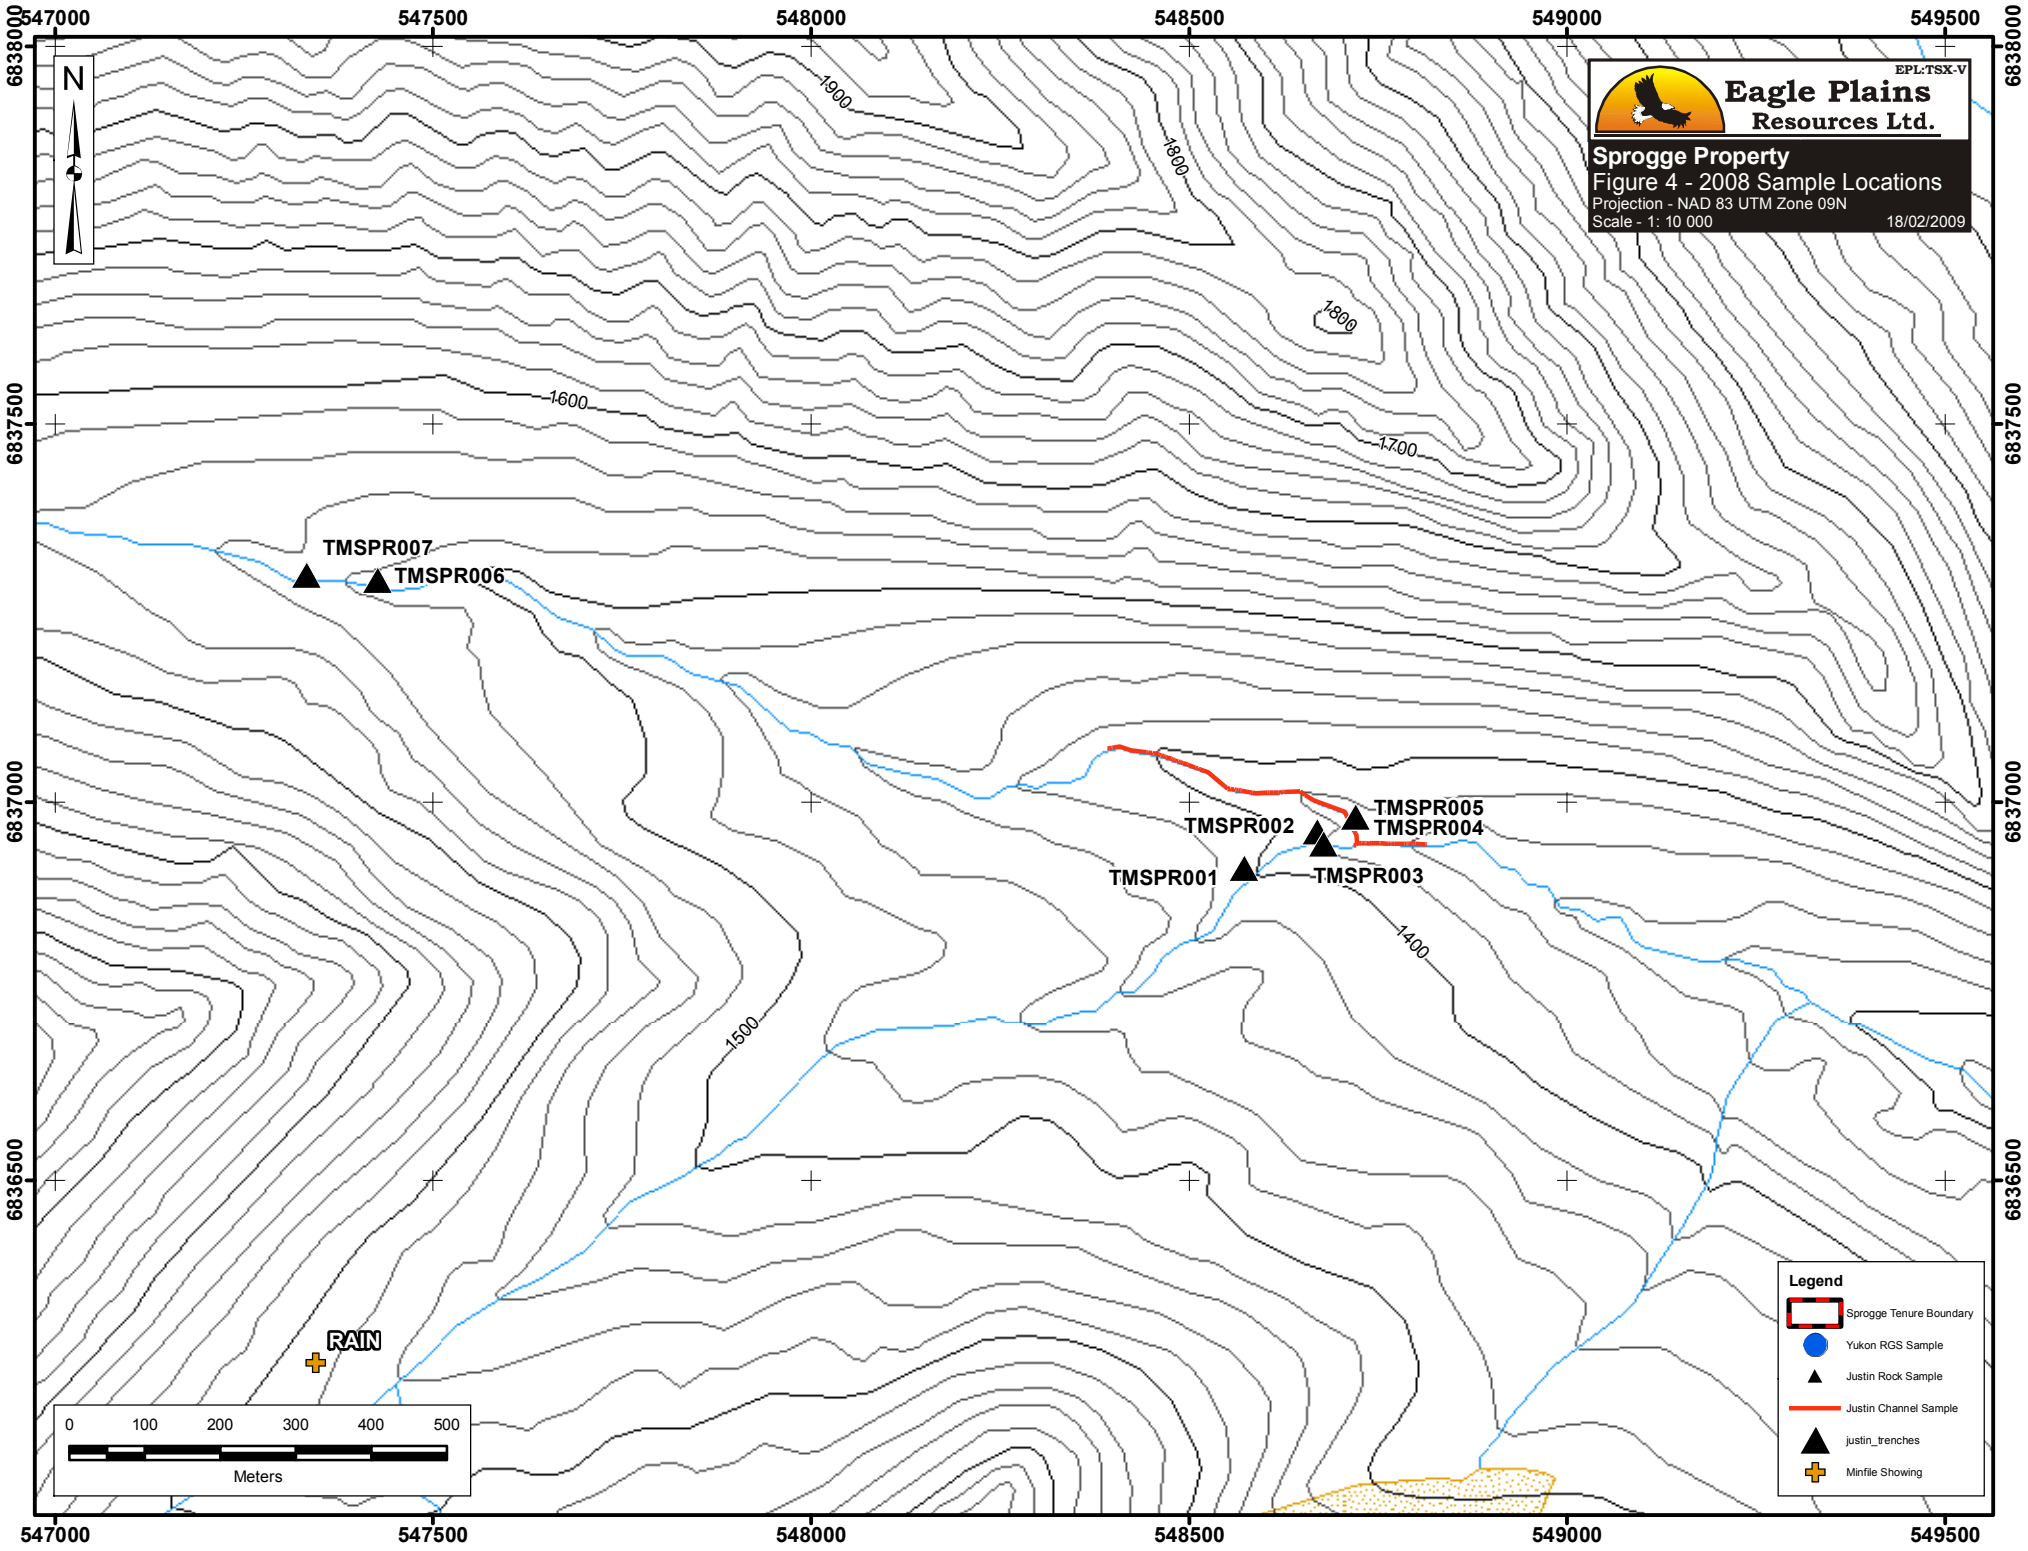 547000 547500 548000 548500 549000 549500
6838000
6838000
N
EPL:TSX-V
Eagle Plains
Resources Ltd.
Sprogge Property
Figure 4 - 2008 Sample Locations
Projection - NAD 83 UTM Zone 09N
Scale - 1: 10 000 18/02/2009
1900
1800
1800
1600
1700
6837500
6837500
TMSPR007
TMSPR006
6837000
6837000
TMSPR005
TMSPR002
TMSPR004
TMSPR001
TMSPR003
1400
1500
6836500
6836500
RAIN
0 100 200 300 400 500
Meters
Legend
Sprogge Tenure Boundary
Yukon RGS Sample
Justin Rock Sample
Justin Channel Sample
justin_trenches
Minfile Showing
547000 547500 548000 548500 549000 549500